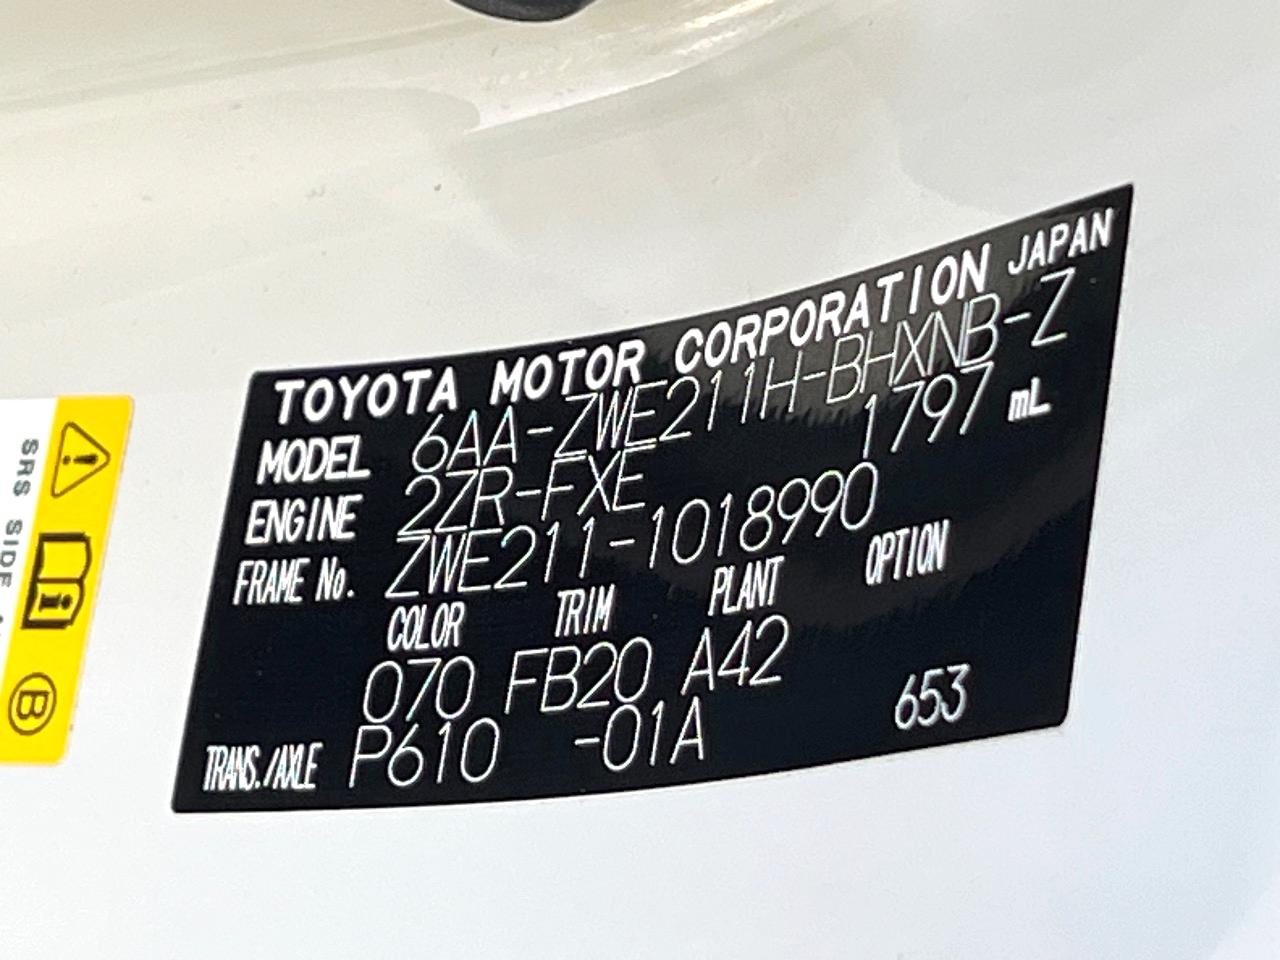 TOYOTA MOTOR CORPORATION JAPAN
MODEL 6AA-ZWE211H-BHXNB-Z
ENGINE 2ZR-FXE 1797 mL
FRAME No. ZWE211-1018990
COLOR TRIM PLANT OPTION
070 FB20 A42
TRANS./AXLE P610 -01A 653
SRS SIDE
i
B